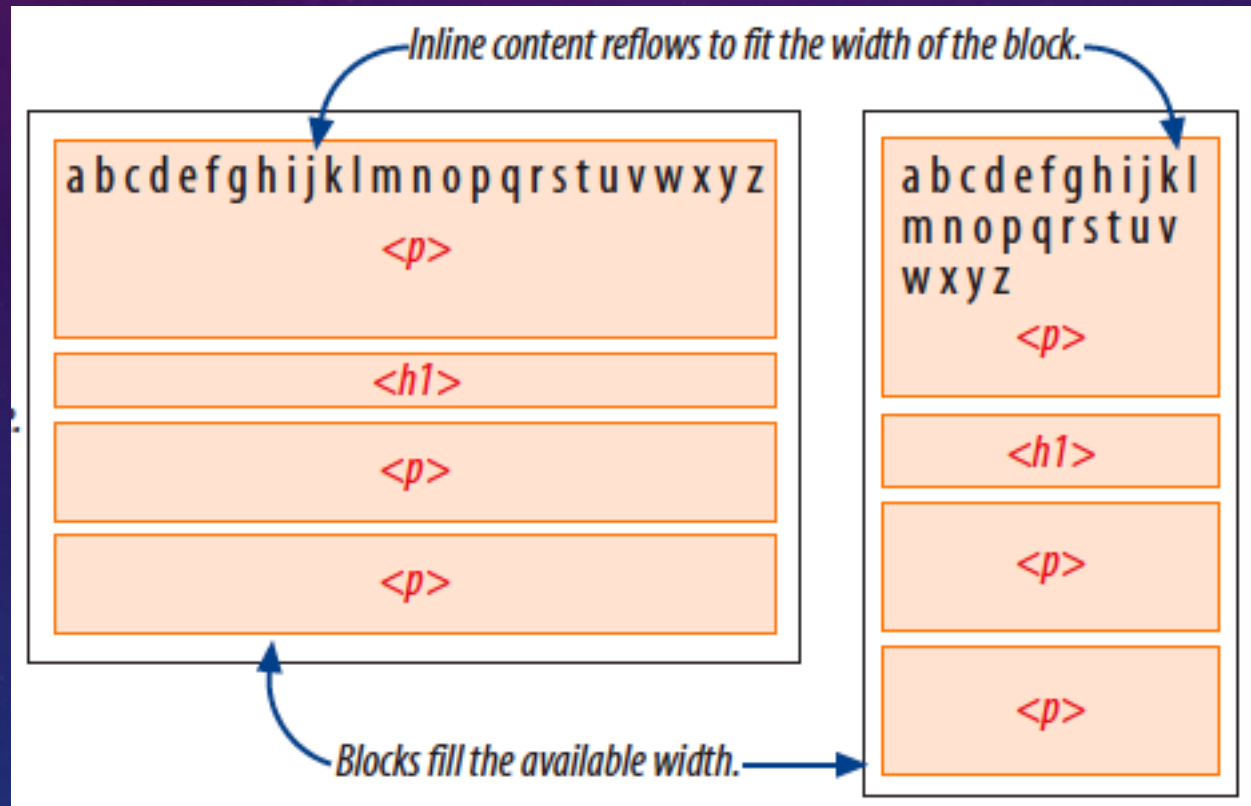 Inline content reflows to fit the width of the block.
a b c d e f g h i j k l m n o p q r s t u v w x y z
<p>
<h1>
<p>
<p>
a b c d e f g h i j k l
m n o p q r s t u v
w x y z
<p>
<h1>
<p>
<p>
Blocks fill the available width.